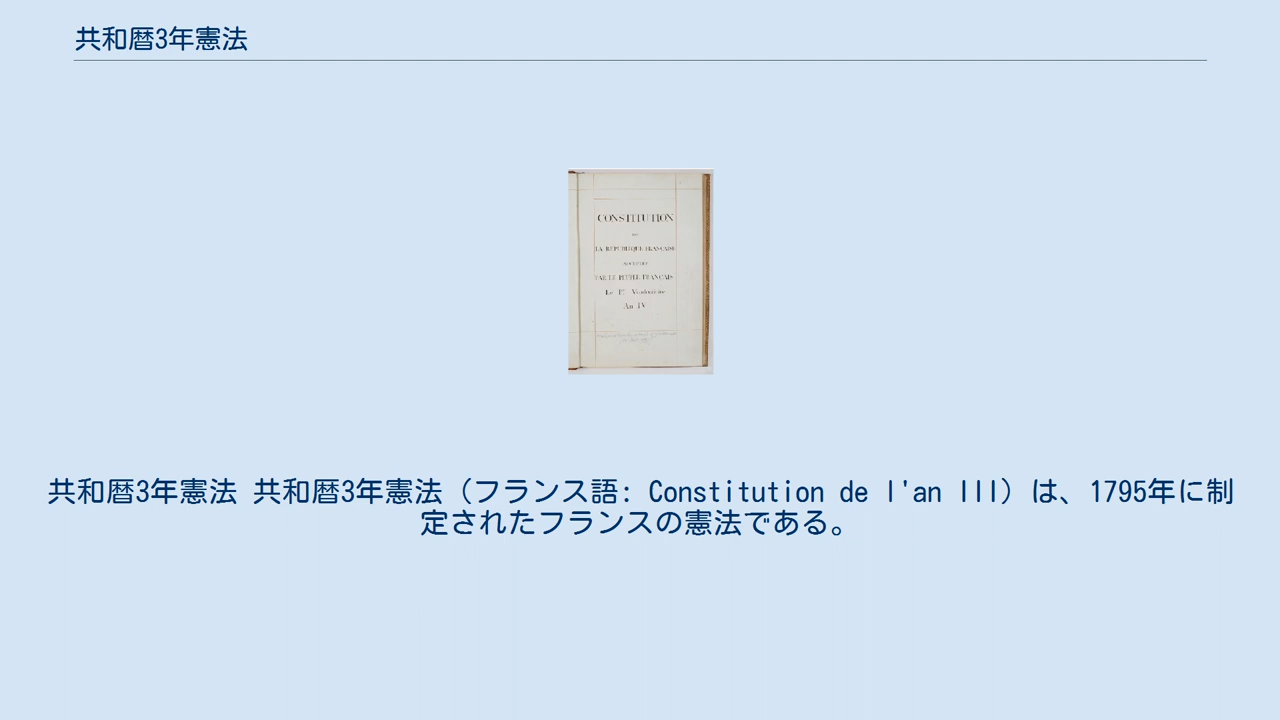 共和暦3年憲法
CONSTITUTION
LA RÉPUBLIQUE FRANÇAISE
PAR LE PEUPLE FRANÇAIS
Le 1er Vendémiaire
An IV
共和暦3年憲法 共和暦3年憲法（フランス語: Constitution de l'an III）は、1795年に制
定されたフランスの憲法である。